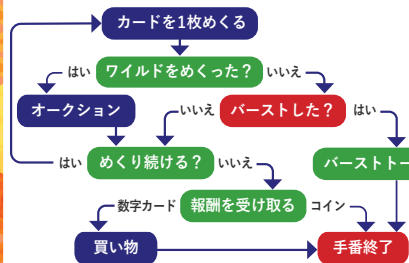 カードを1枚めくる
はい ワイルドをめくった？ いいえ
オークション いいえ バーストした？ はい
はい めくり続ける？ いいえ バーストトー
数字カード 報酬を受け取る コイン
買い物 手番終了